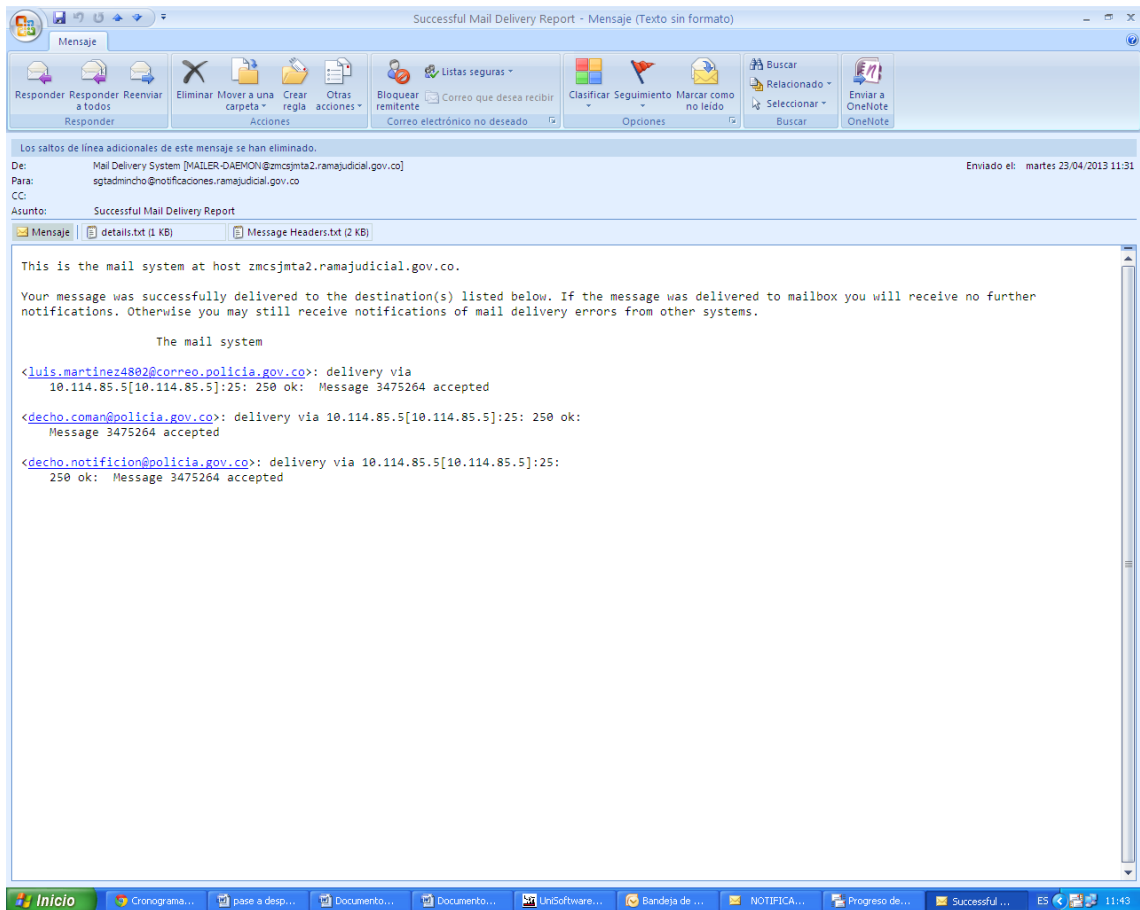 Successful Mail Delivery Report - Mensaje (Texto sin formato)
Mensaje
Responder
Responder a todos
Reenviar
Eliminar
Mover a una carpeta
Crear regla
Otras acciones
Bloquear remitente
Listas seguras
Correo que desea recibir
Clasificar
Seguimiento
Marcar como no leído
Buscar
Relacionado
Seleccionar
Enviar a OneNote
Responder
Acciones
Correo electrónico no deseado
Opciones
Buscar
OneNote
Los saltos de línea adicionales de este mensaje se han eliminado.
De: Mail Delivery System [MAILER-DAEMON@zmcsjmta2.ramajudicial.gov.co]
Enviado el: martes 23/04/2013 11:31
Para: sgtadmincho@notificaciones.ramajudicial.gov.co
CC:
Asunto: Successful Mail Delivery Report
Mensaje
details.txt (1 KB)
Message Headers.txt (2 KB)
This is the mail system at host zmcsjmta2.ramajudicial.gov.co.
Your message was successfully delivered to the destination(s) listed below. If the message was delivered to mailbox you will receive no further
notifications. Otherwise you may still receive notifications of mail delivery errors from other systems.
The mail system
<luis.martinez4802@correo.policia.gov.co>: delivery via
10.114.85.5[10.114.85.5]:25: 250 ok: Message 3475264 accepted
<decho.coman@policia.gov.co>: delivery via 10.114.85.5[10.114.85.5]:25: 250 ok:
Message 3475264 accepted
<decho.notificion@policia.gov.co>: delivery via 10.114.85.5[10.114.85.5]:25:
250 ok: Message 3475264 accepted
Inicio
Cronograma...
pase a desp...
Documento...
Documento...
UniSoftware...
Bandeja de ...
NOTIFICA...
Progreso de...
Successful ...
ES
11:43